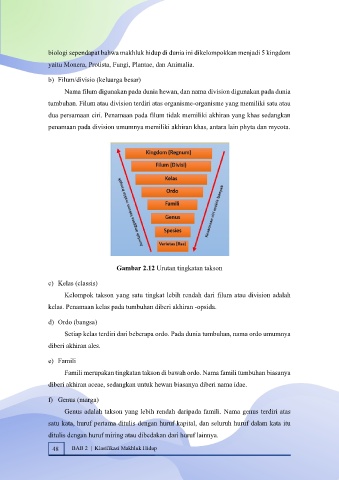 biologi sependapat bahwa makhluk hidup di dunia ini dikelompokkan menjadi 5 kingdom
yaitu Monera, Protista, Fungi, Plantae, dan Animalia.
b) Filum/divisio (keluarga besar)
Nama filum digunakan pada dunia hewan, dan nama division digunakan pada dunia
tumbuhan. Filum atau division terdiri atas organisme-organisme yang memiliki satu atau
dua persamaan ciri. Penamaan pada filum tidak memiliki akhiran yang khas sedangkan
penamaan pada division umumnya memiliki akhiran khas, antara lain phyta dan mycota.
Kingdom (Regnum)
Filum (Divisi)
Kelas
Ordo
Famili
Genus
Spesies
Varietas (Ras)
Gambar 2.12 Urutan tingkatan takson
c) Kelas (classis)
Kelompok takson yang satu tingkat lebih rendah dari filum atau division adalah
kelas. Penamaan kelas pada tumbuhan diberi akhiran -opsida.
d) Ordo (bangsa)
Setiap kelas terdiri dari beberapa ordo. Pada dunia tumbuhan, nama ordo umumnya
diberi akhiran ales.
e) Famili
Famili merupakan tingkatan takson di bawah ordo. Nama famili tumbuhan biasanya
diberi akhiran aceae, sedangkan untuk hewan biasanya diberi nama idae.
f) Genus (marga)
Genus adalah takson yang lebih rendah daripada famili. Nama genus terdiri atas
satu kata, huruf pertama ditulis dengan huruf kapital, dan seluruh huruf dalam kata itu
ditulis dengan huruf miring atau dibedakan dari huruf lainnya.
48 BAB 2 | Klasifikasi Makhluk Hidup